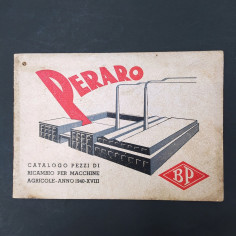 PERARO
CATALOGO PEZZI DI
RICAMBIO PER MACCHINE
AGRICOLE-ANNO 1940-XVIII
BP